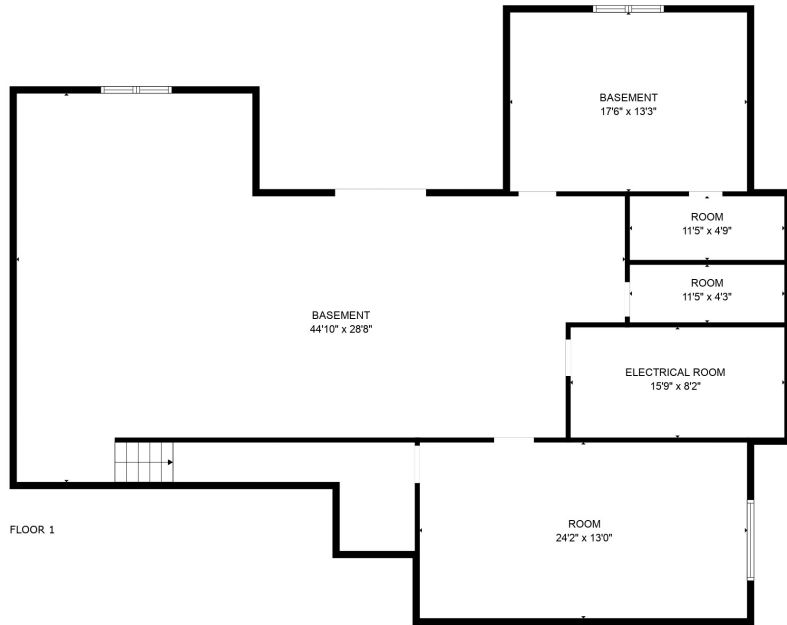 BASEMENT
17'6" x 13'3"
ROOM
11'5" x 4'9"
ROOM
11'5" x 4'3"
BASEMENT
44'10" x 28'8"
ELECTRICAL ROOM
15'9" x 8'2"
ROOM
24'2" x 13'0"
FLOOR 1